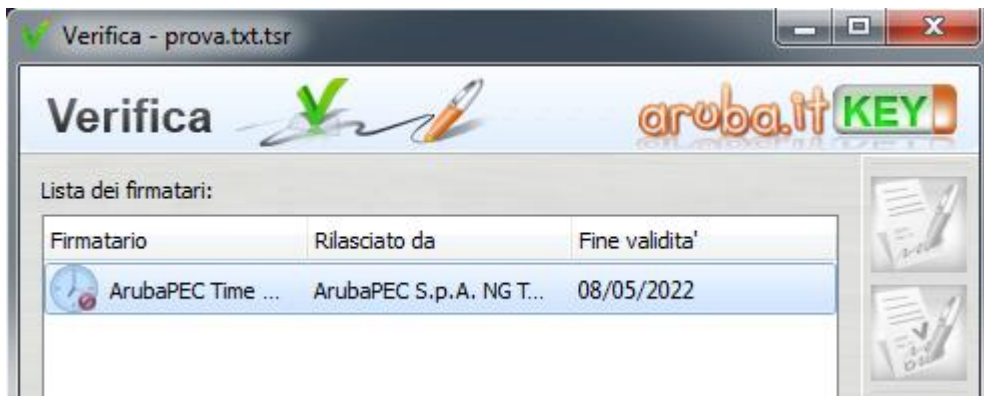 Verifica - prova.txt.tsr
Verifica aruba.it KEY
Lista dei firmatari:
Firmatario Rilasciato da Fine validita'
ArubaPEC Time ... ArubaPEC S.p.A. NG T... 08/05/2022